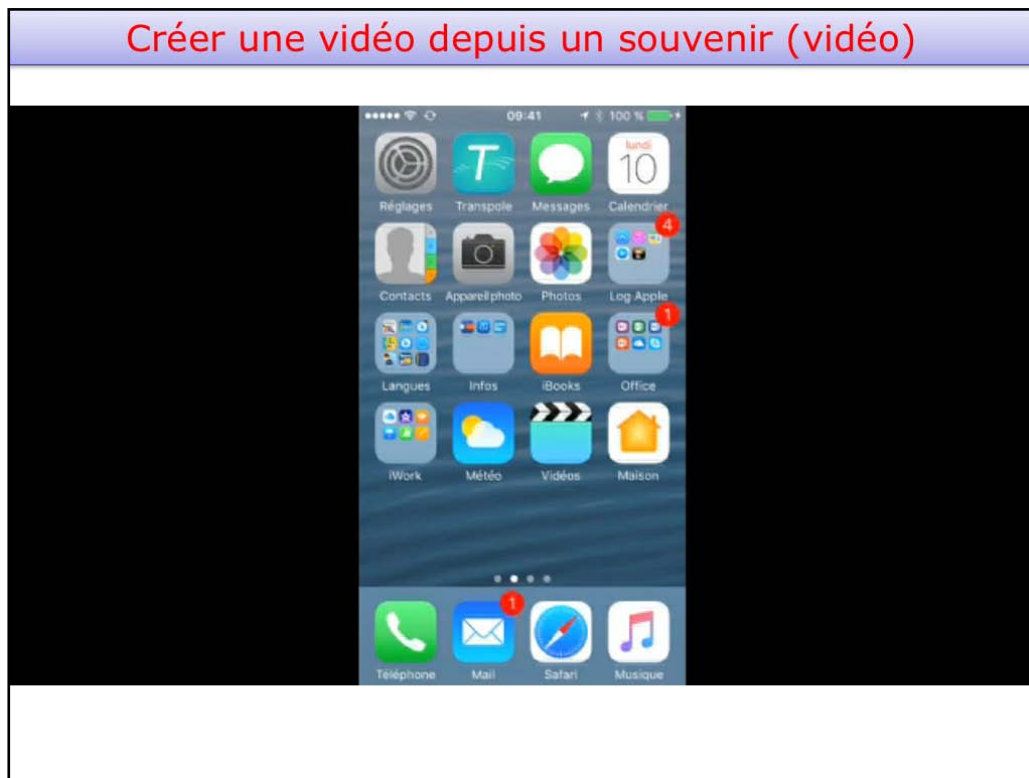 Créer une vidéo depuis un souvenir (vidéo)
09:41 100 %
lundi
10
Réglages Transpole Messages Calendrier
4
Contacts Appareil photo Photos Log Apple
1
Langues Infos iBooks Office
iWork Météo Vidéos Maison
1
Téléphone Mail Safari Musique